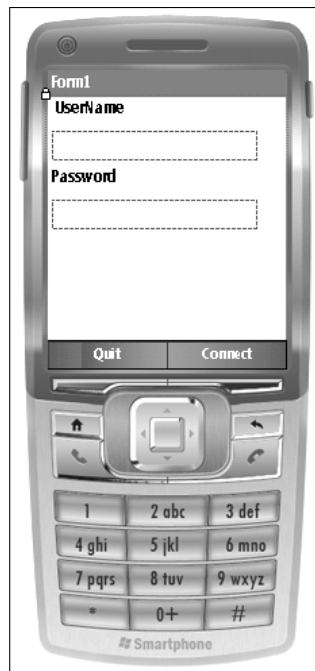 Form1
UserName
Password
Quit Connect
1 2 abc 3 def
4 ghi 5 jkl 6 mno
7 pqrs 8 tuv 9 wxyz
* 0+ #
Smartphone